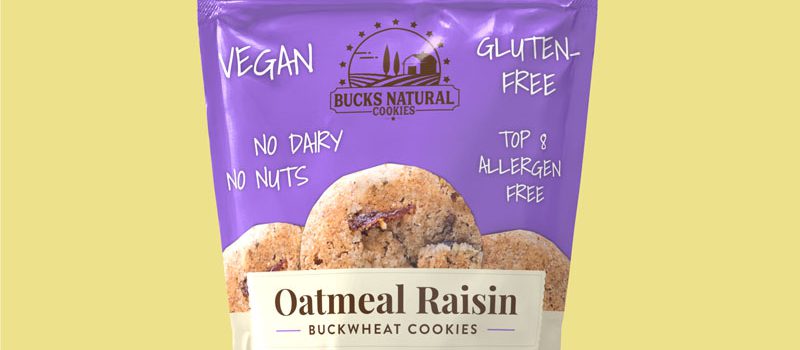 VEGAN
GLUTEN-
FREE
BUCKS NATURAL
COOKIES
NO DAIRY
NO NUTS
TOP 8
ALLERGEN
FREE
Oatmeal Raisin
BUCKWHEAT COOKIES